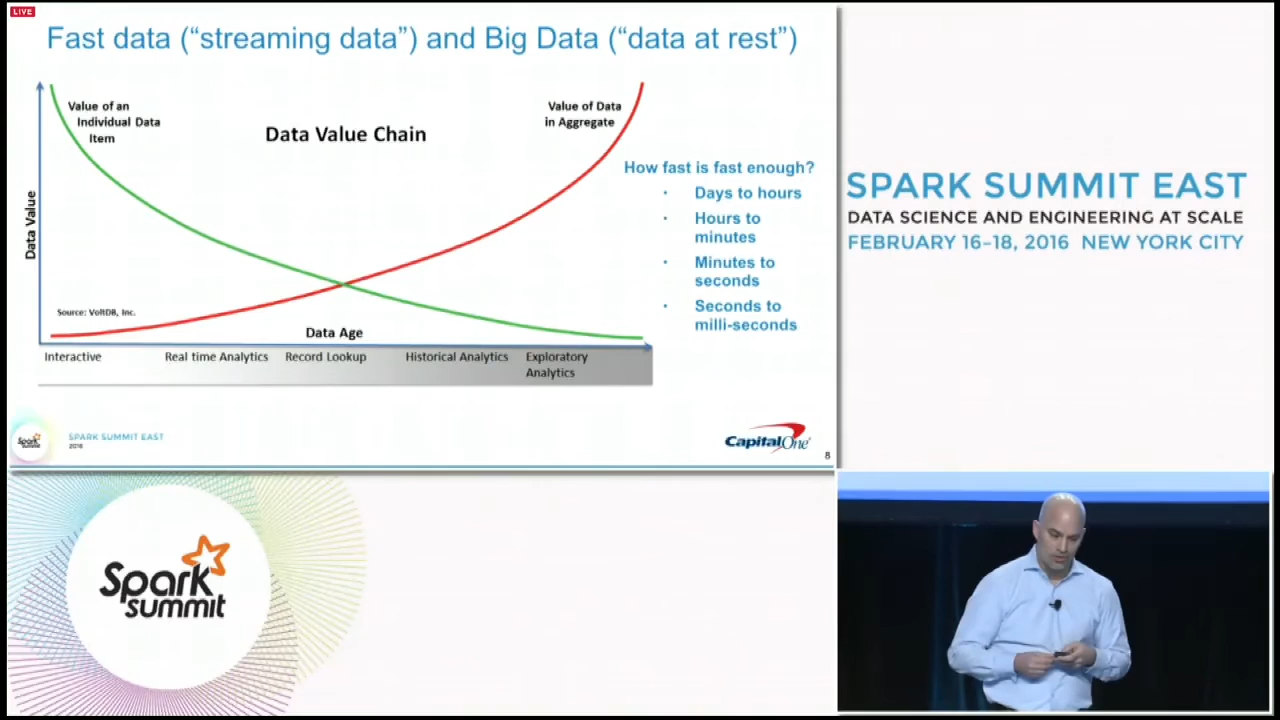 LIVE
Fast data (“streaming data”) and Big Data (“data at rest”)
Value of an
Individual Data
Item
Data Value Chain
Value of Data
in Aggregate
Data Value
Source: VoltDB, Inc.
Data Age
Interactive
Real time Analytics
Record Lookup
Historical Analytics
Exploratory
Analytics
How fast is fast enough?
• Days to hours
• Hours to
minutes
• Minutes to
seconds
• Seconds to
milli-seconds
Spark
Summit
SPARK SUMMIT EAST
2016
CapitalOne
8
SPARK SUMMIT EAST
DATA SCIENCE AND ENGINEERING AT SCALE
FEBRUARY 16–18, 2016 NEW YORK CITY
Spark
Summit